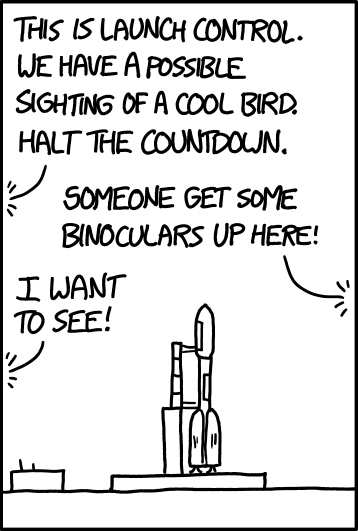 THIS IS LAUNCH CONTROL.
WE HAVE A POSSIBLE
SIGHTING OF A COOL BIRD.
HALT THE COUNTDOWN.
SOMEONE GET SOME
BINOCULARS UP HERE!
I WANT
TO SEE!